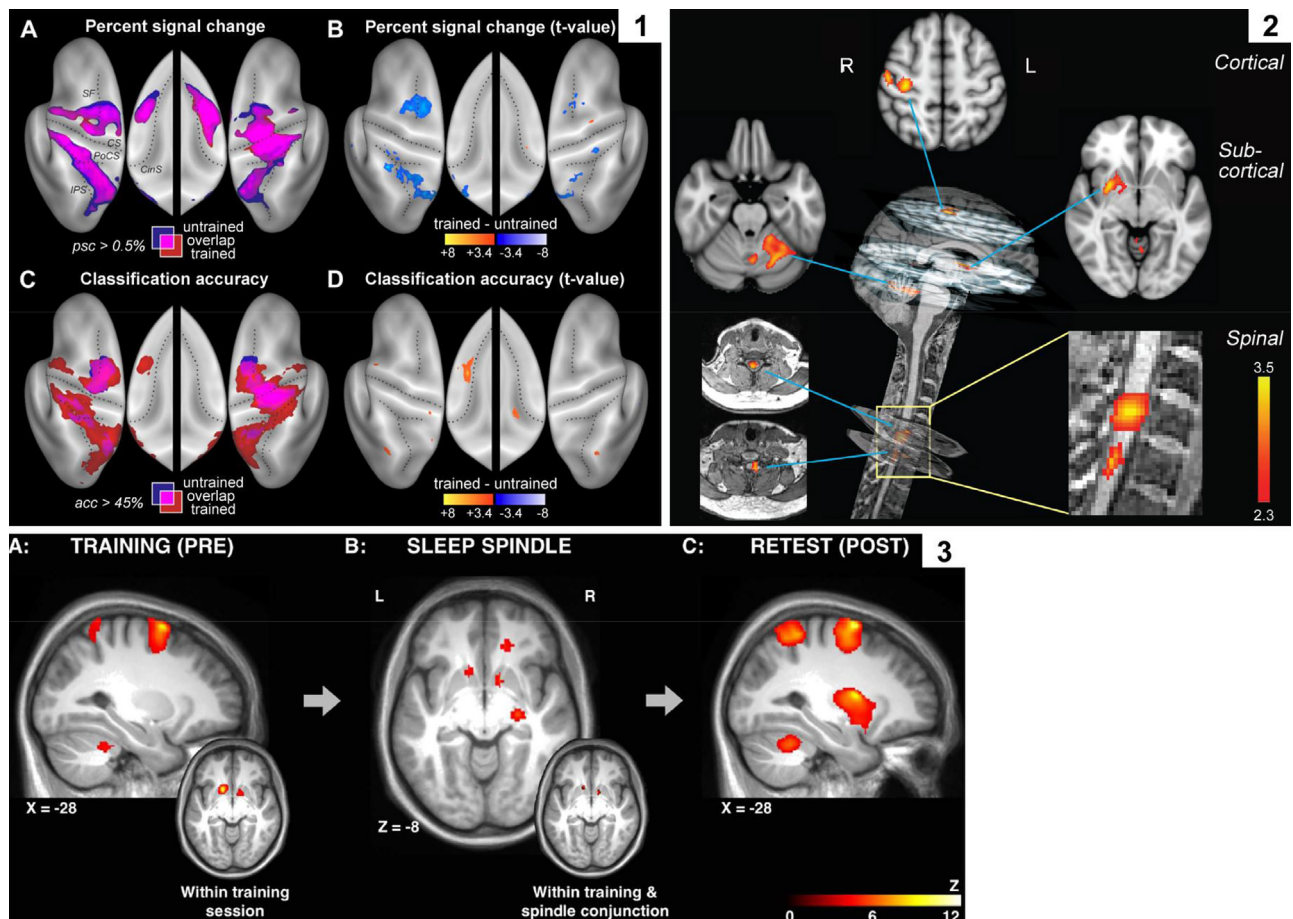 A
Percent signal change
B
Percent signal change (t-value)
1
SF
CS
PoCS
CinS
IPS
psc > 0.5%
untrained
overlap
trained
trained - untrained
+8 +3.4 -3.4 -8
C
Classification accuracy
D
Classification accuracy (t-value)
acc > 45%
untrained
overlap
trained
trained - untrained
+8 +3.4 -3.4 -8
2
R
L
Cortical
Sub-
cortical
Spinal
3.5
2.3
3
A: TRAINING (PRE)
B: SLEEP SPINDLE
C: RETEST (POST)
L
R
X = -28
Z = -8
X = -28
Within training
session
Within training &
spindle conjunction
Z
0 6 12